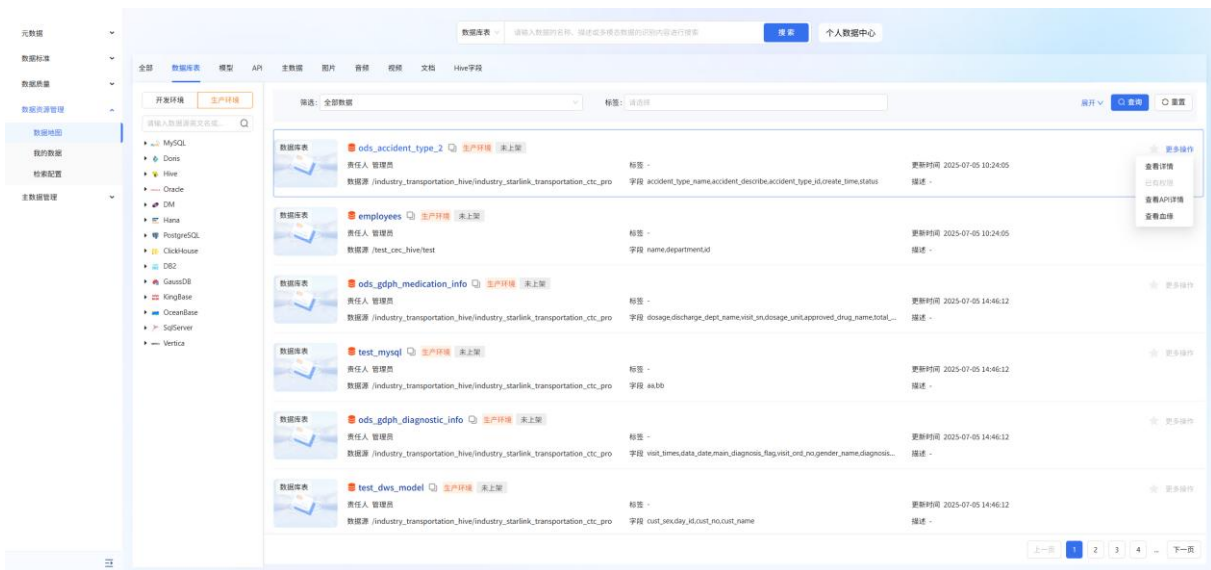 数据库表 请输入数据的名称、描述或多模态数据的识别内容进行搜索 搜索 个人数据中心
元数据
数据标准
数据质量
数据资源管理
数据地图
我的数据
检索配置
主数据管理
全部 数据库表 模型 API 主数据 图片 音频 视频 文档 Hive字段
开发环境 生产环境
请输入数据源英文名或...
MySQL
Doris
Hive
Oracle
DM
Hana
PostgreSQL
ClickHouse
DB2
GaussDB
KingBase
OceanBase
SqlServer
Vertica
筛选: 全部数据 标签: 请选择 展开 查询 重置
数据库表 ods_accident_type_2 生产环境 未上架 更多操作
责任人 管理员 标签 - 更新时间 2025-07-05 10:24:05
数据源 /industry_transportation_hive/industry_starlink_transportation_ctc_pro 字段 accident_type_name,accident_describe,accident_type_id,create_time,status 描述 -
查看详情
已有权限
查看API详情
查看血缘
数据库表 employees 生产环境 未上架
责任人 管理员 标签 - 更新时间 2025-07-05 10:24:05
数据源 /test_cec_hive/test 字段 name,department,id 描述 -
数据库表 ods_gdph_medication_info 生产环境 未上架 更多操作
责任人 管理员 标签 - 更新时间 2025-07-05 14:46:12
数据源 /industry_transportation_hive/industry_starlink_transportation_ctc_pro 字段 dosage,discharge_dept_name,visit_sn,dosage_unit,approved_drug_name,total_... 描述 -
数据库表 test_mysql 生产环境 未上架 更多操作
责任人 管理员 标签 - 更新时间 2025-07-05 14:46:12
数据源 /industry_transportation_hive/industry_starlink_transportation_ctc_pro 字段 aa,bb 描述 -
数据库表 ods_gdph_diagnostic_info 生产环境 未上架 更多操作
责任人 管理员 标签 - 更新时间 2025-07-05 14:46:12
数据源 /industry_transportation_hive/industry_starlink_transportation_ctc_pro 字段 visit_times,data_date,main_diagnosis_flag,visit_ord_no,gender_name,diagnosis... 描述 -
数据库表 test_dws_model 生产环境 未上架 更多操作
责任人 管理员 标签 - 更新时间 2025-07-05 14:46:12
数据源 /industry_transportation_hive/industry_starlink_transportation_ctc_pro 字段 cust_sex,day_id,cust_no,cust_name 描述 -
上一页 1 2 3 4 ... 下一页